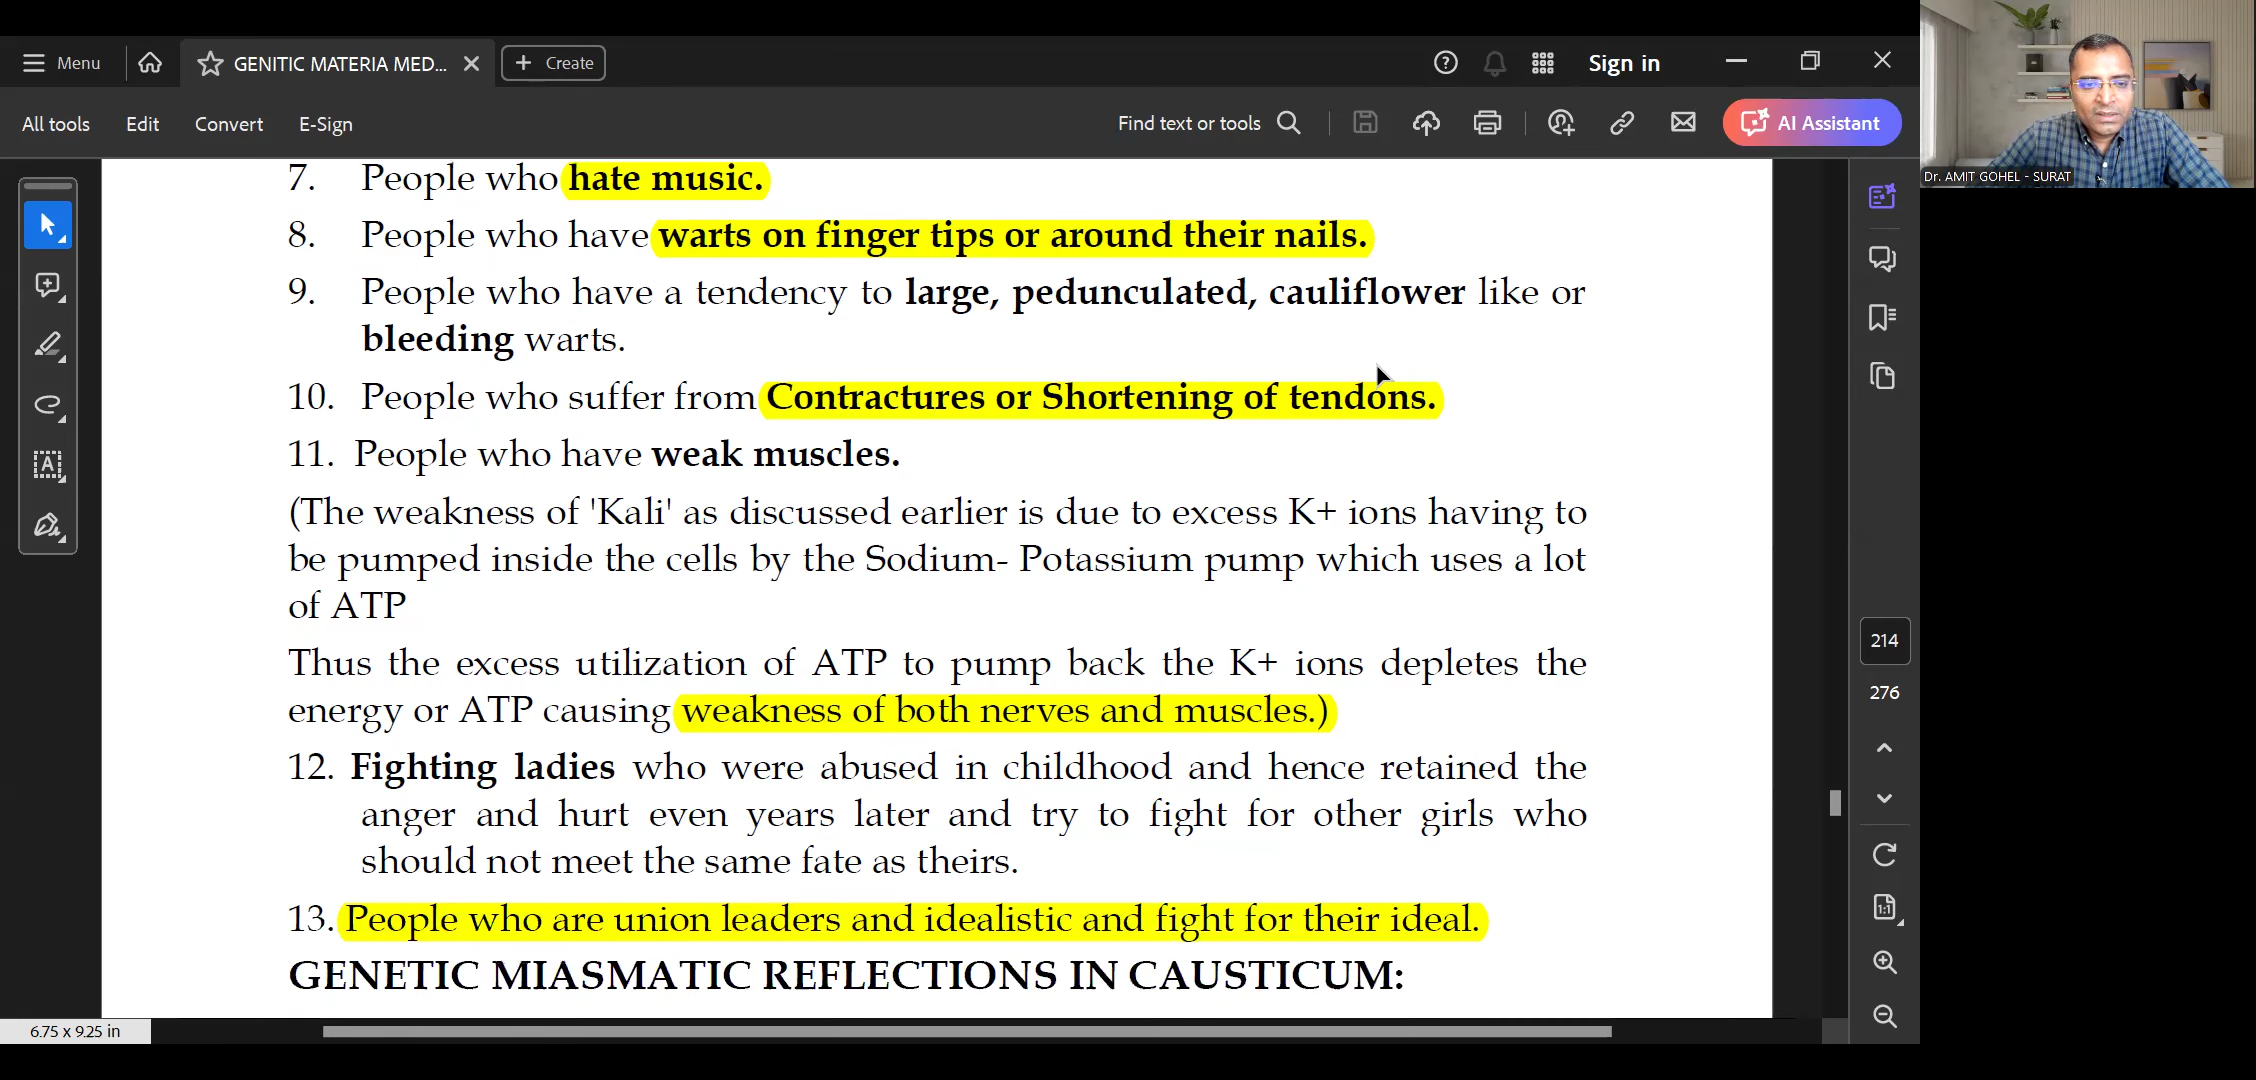 Menu
GENITIC MATERIA MED...
Create
Sign in
All tools
Edit
Convert
E-Sign
Find text or tools
AI Assistant
Dr. AMIT GOHEL - SURAT
7. People who hate music.
8. People who have warts on finger tips or around their nails.
9. People who have a tendency to large, pedunculated, cauliflower like or
bleeding warts.
10. People who suffer from Contractures or Shortening of tendons.
11. People who have weak muscles.
(The weakness of 'Kali' as discussed earlier is due to excess K+ ions having to
be pumped inside the cells by the Sodium- Potassium pump which uses a lot
of ATP
Thus the excess utilization of ATP to pump back the K+ ions depletes the
energy or ATP causing weakness of both nerves and muscles.)
12. Fighting ladies who were abused in childhood and hence retained the
anger and hurt even years later and try to fight for other girls who
should not meet the same fate as theirs.
13. People who are union leaders and idealistic and fight for their ideal.
GENETIC MIASMATIC REFLECTIONS IN CAUSTICUM:
214
276
1:1
6.75 x 9.25 in